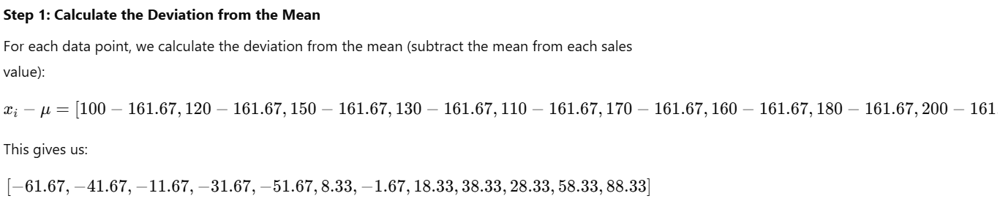 Step 1: Calculate the Deviation from the Mean
For each data point, we calculate the deviation from the mean (subtract the mean from each sales
value):
xᵢ − μ = [100 − 161.67, 120 − 161.67, 150 − 161.67, 130 − 161.67, 110 − 161.67, 170 − 161.67, 160 − 161.67, 180 − 161.67, 200 − 161
This gives us:
[−61.67, −41.67, −11.67, −31.67, −51.67, 8.33, −1.67, 18.33, 38.33, 28.33, 58.33, 88.33]